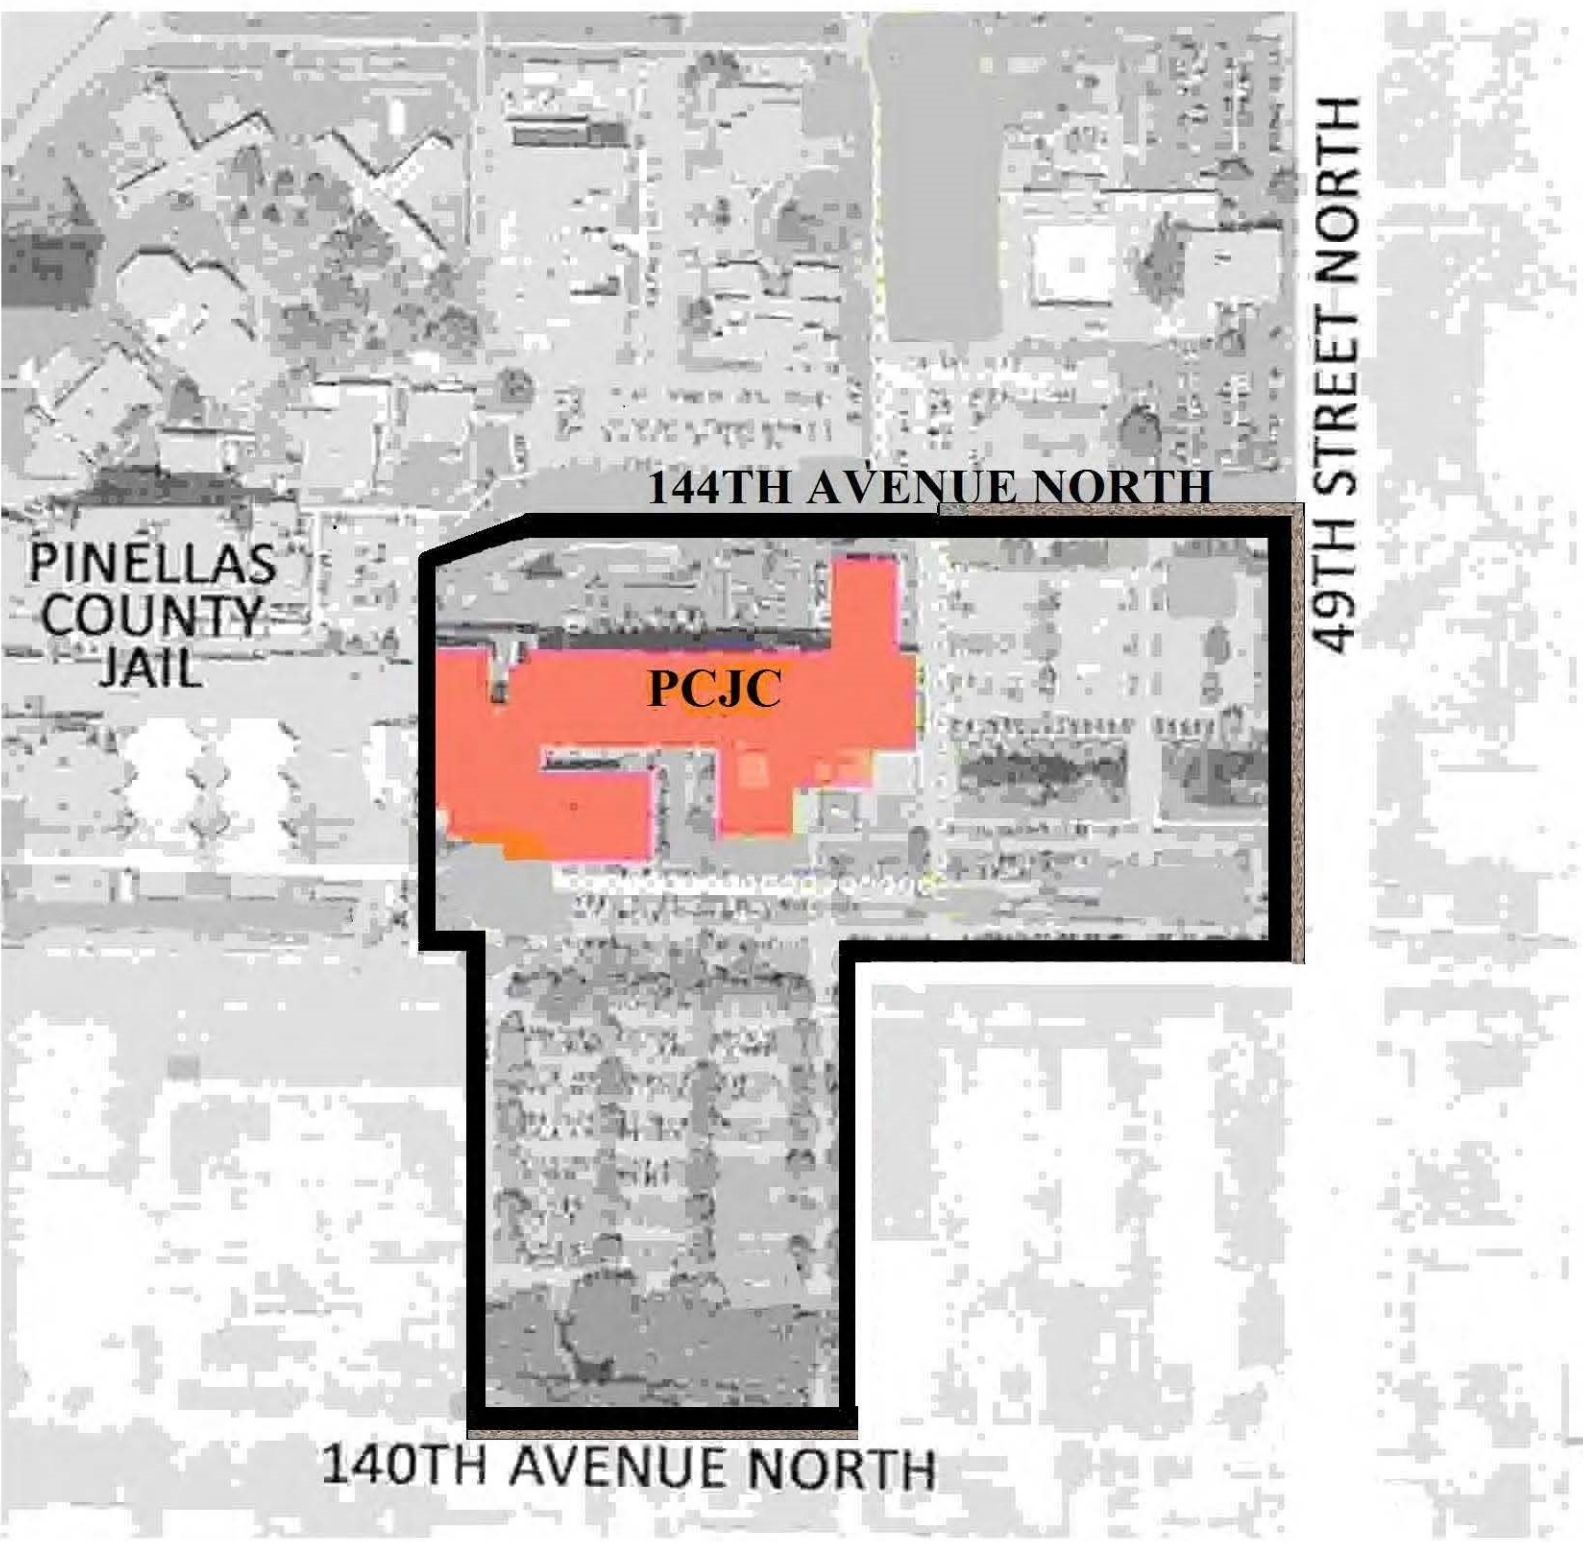 144TH AVENUE NORTH
49TH STREET NORTH
PINELLAS
COUNTY
JAIL
PCJC
140TH AVENUE NORTH